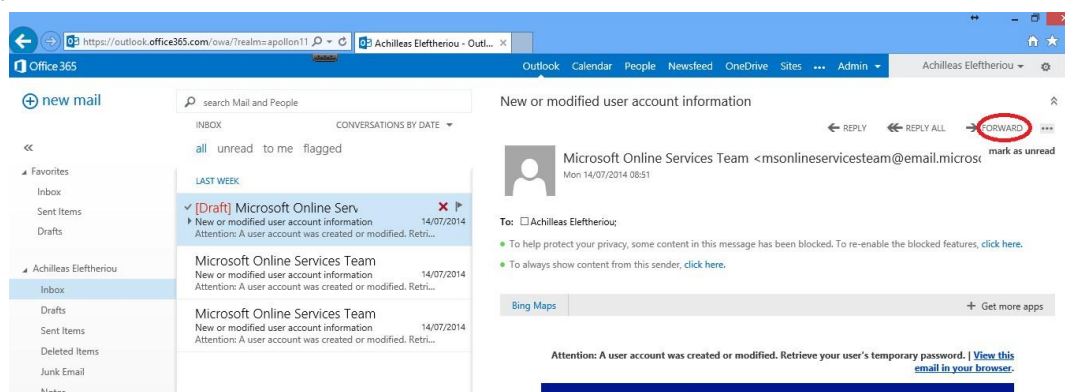 https://outlook.office365.com/owa/?realm=apollon11
Achilleas Eleftheriou - Outl...
Office 365
Outlook Calendar People Newsfeed OneDrive Sites ... Admin
Achilleas Eleftheriou
new mail
search Mail and People
INBOX CONVERSATIONS BY DATE
all unread to me flagged
«
Favorites
Inbox
Sent Items
Drafts
Achilleas Eleftheriou
Inbox
Drafts
Sent Items
Deleted Items
Junk Email
Notes
LAST WEEK
[Draft] Microsoft Online Serv
New or modified user account information 14/07/2014
Attention: A user account was created or modified. Retri...
Microsoft Online Services Team
New or modified user account information 14/07/2014
Attention: A user account was created or modified. Retri...
Microsoft Online Services Team
New or modified user account information 14/07/2014
Attention: A user account was created or modified. Retri...
New or modified user account information
REPLY REPLY ALL FORWARD ...
mark as unread
Microsoft Online Services Team <msonlineservicesteam@email.microsc
Mon 14/07/2014 08:51
To: Achilleas Eleftheriou;
To help protect your privacy, some content in this message has been blocked. To re-enable the blocked features, click here.
To always show content from this sender, click here.
Bing Maps + Get more apps
Attention: A user account was created or modified. Retrieve your user's temporary password. | View this
email in your browser.